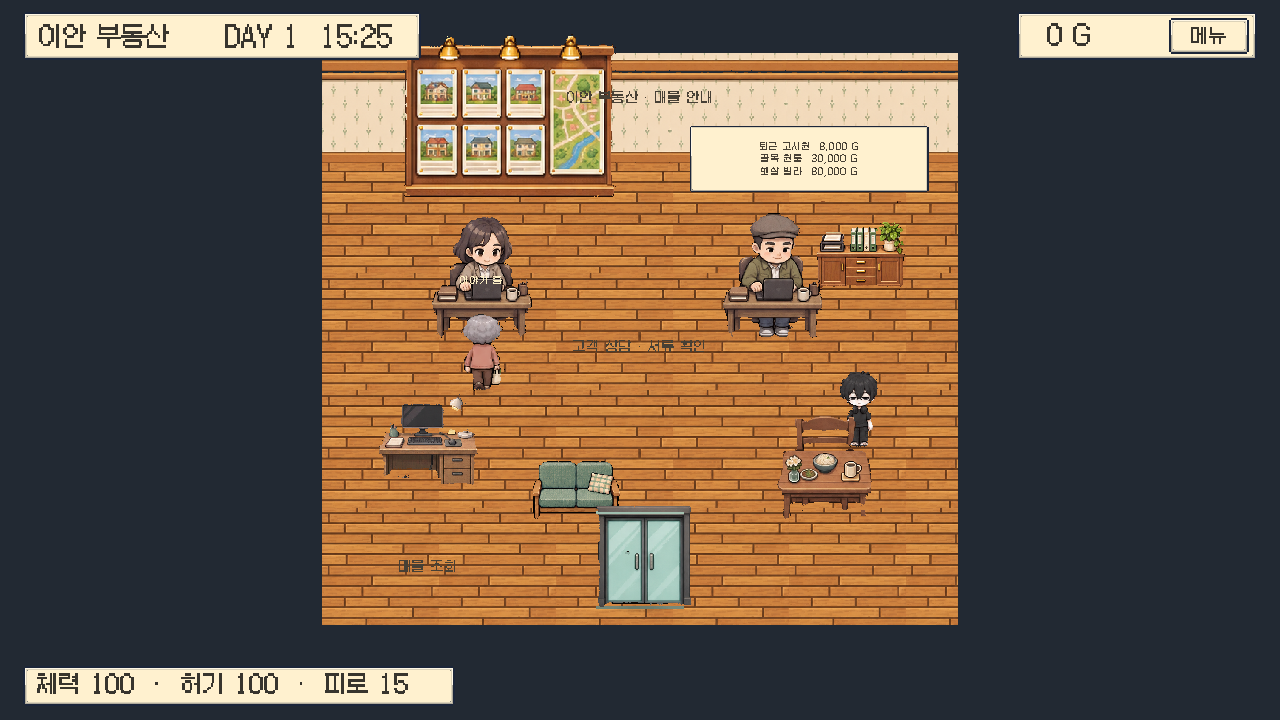 이안 부동산 DAY 1 15:25
0 G
메뉴
이안 부동산 · 매물 안내
퇴근 고시원 8,000 G
골목 원룸 30,000 G
햇살 빌라 80,000 G
고객 상담 · 서류 확인
매물 조회
체력 100 · 허기 100 · 피로 15